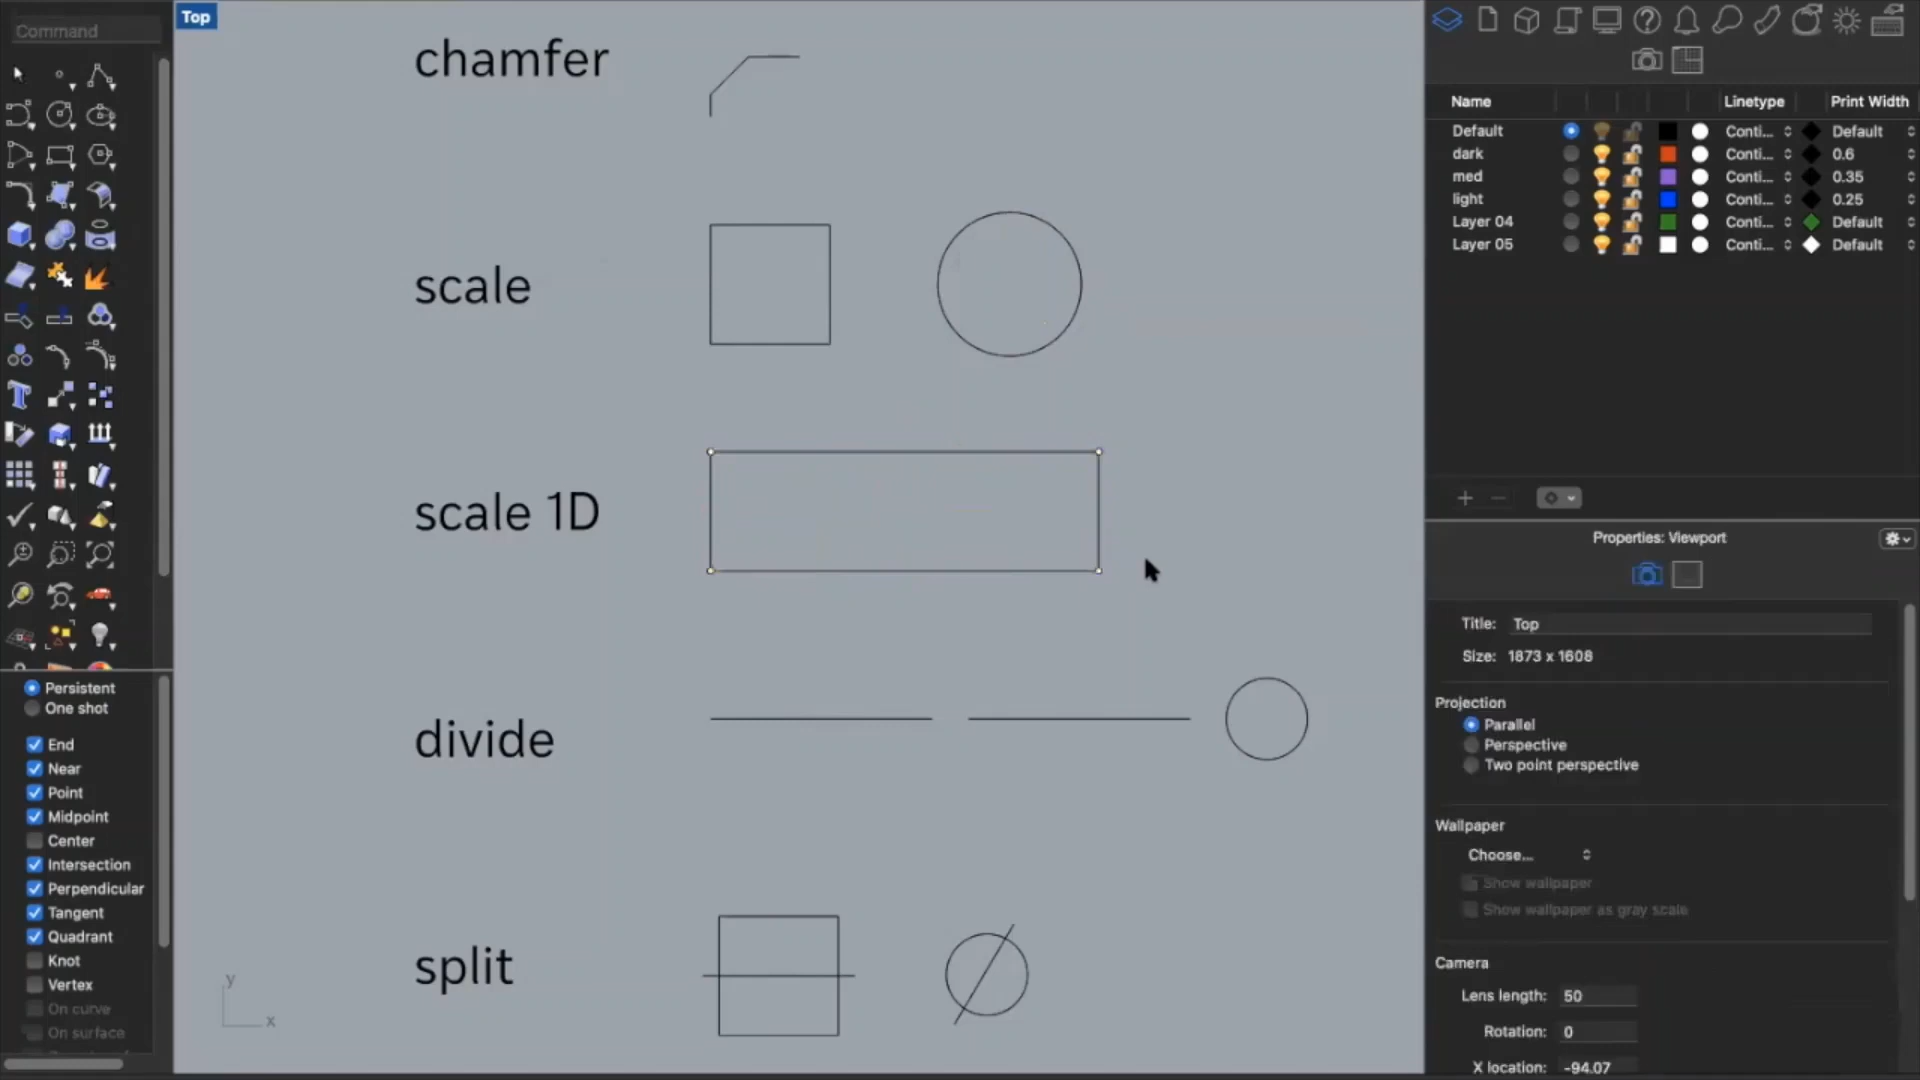 Command
Top
chamfer
scale
scale 1D
divide
split
y
x
Persistent
One shot
End
Near
Point
Midpoint
Center
Intersection
Perpendicular
Tangent
Quadrant
Knot
Vertex
On curve
On surface
Name Linetype Print Width
Default Conti... Default
dark Conti... 0.6
med Conti... 0.35
light Conti... 0.25
Layer 04 Conti... Default
Layer 05 Conti... Default
Properties: Viewport
Title: Top
Size: 1873 x 1608
Projection
Parallel
Perspective
Two point perspective
Wallpaper
Choose...
Show wallpaper
Show wallpaper as gray scale
Camera
Lens length: 50
Rotation: 0
X location: -94.07